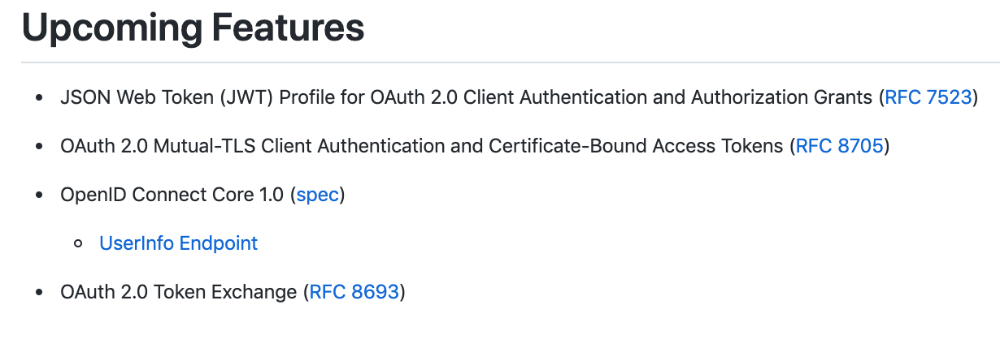 Upcoming Features
JSON Web Token (JWT) Profile for OAuth 2.0 Client Authentication and Authorization Grants (RFC 7523)
OAuth 2.0 Mutual-TLS Client Authentication and Certificate-Bound Access Tokens (RFC 8705)
OpenID Connect Core 1.0 (spec)
UserInfo Endpoint
OAuth 2.0 Token Exchange (RFC 8693)